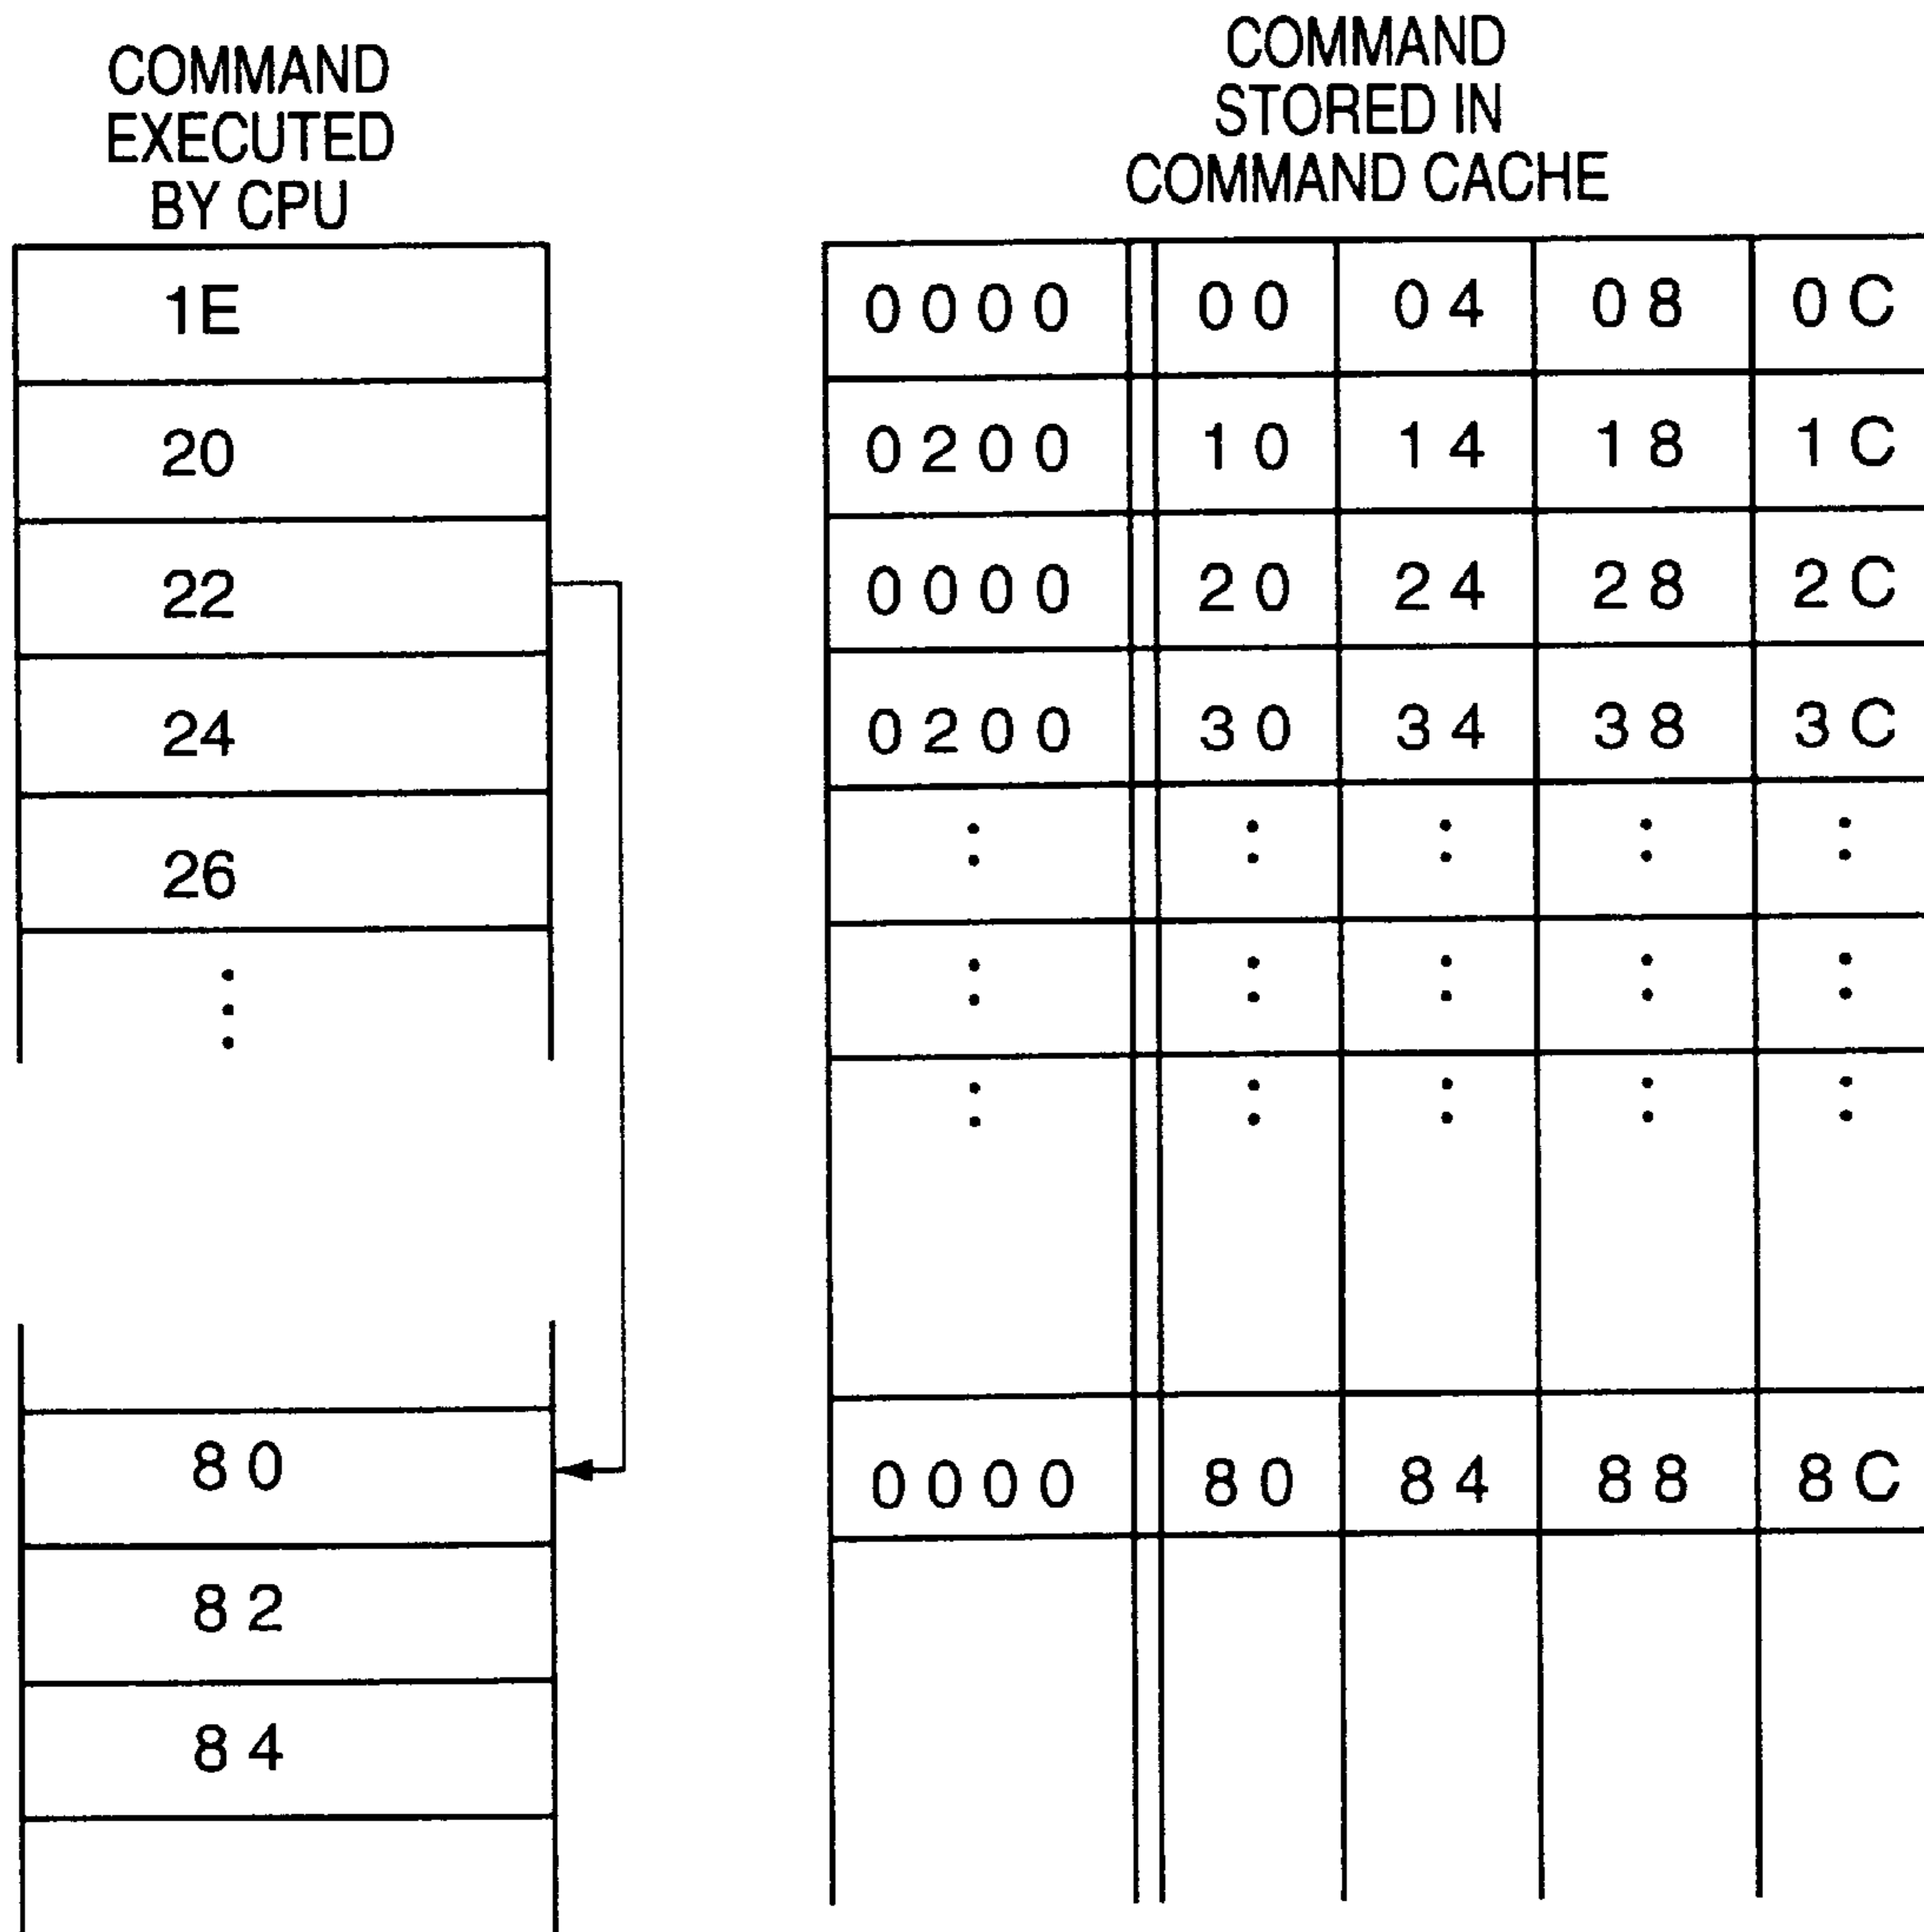 COMMAND
EXECUTED
BY CPU
1E
20
22
24
26
80
82
84
COMMAND
STORED IN
COMMAND CACHE
0000 00 04 08 0C
0200 10 14 18 1C
0000 20 24 28 2C
0200 30 34 38 3C
0000 80 84 88 8C